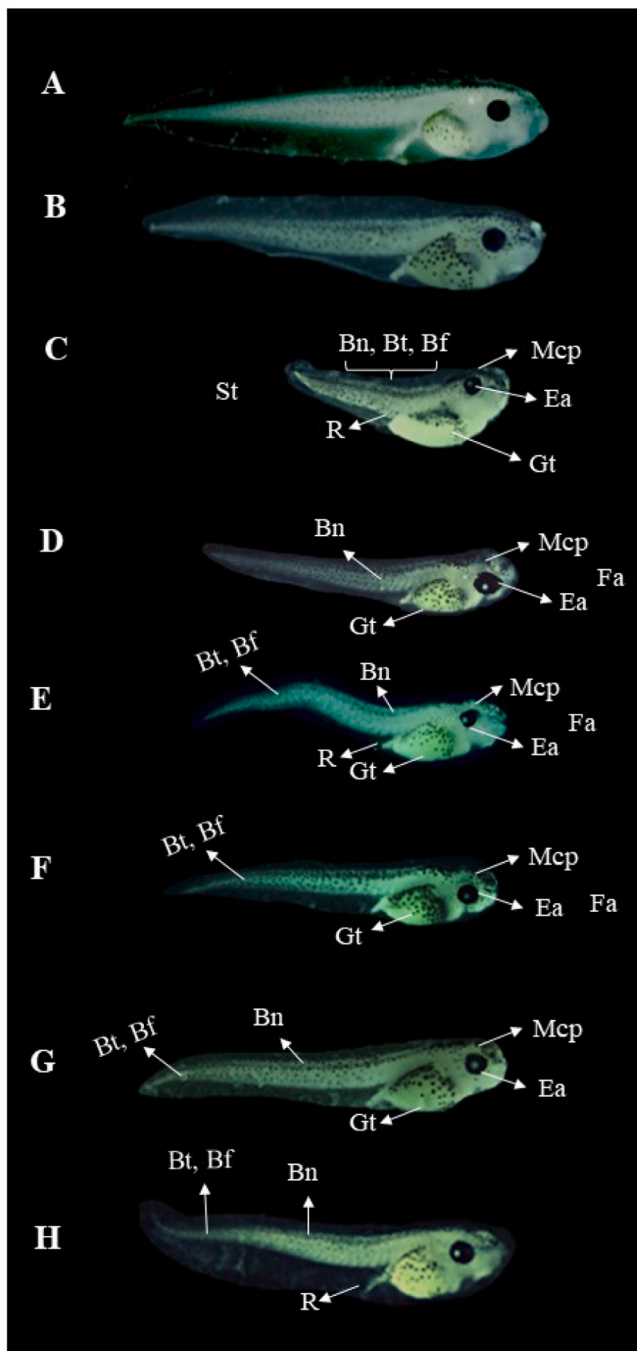 A
B
C
Bn, Bt, Bf
Mcp
St
Ea
R
Gt
D
Bn
Mcp
Fa
Ea
Gt
Bt, Bf
Bn
E
Mcp
Fa
R
Ea
Gt
Bt, Bf
F
Mcp
Ea
Fa
Gt
Bn
Bt, Bf
Mcp
G
Ea
Gt
Bt, Bf
Bn
H
R